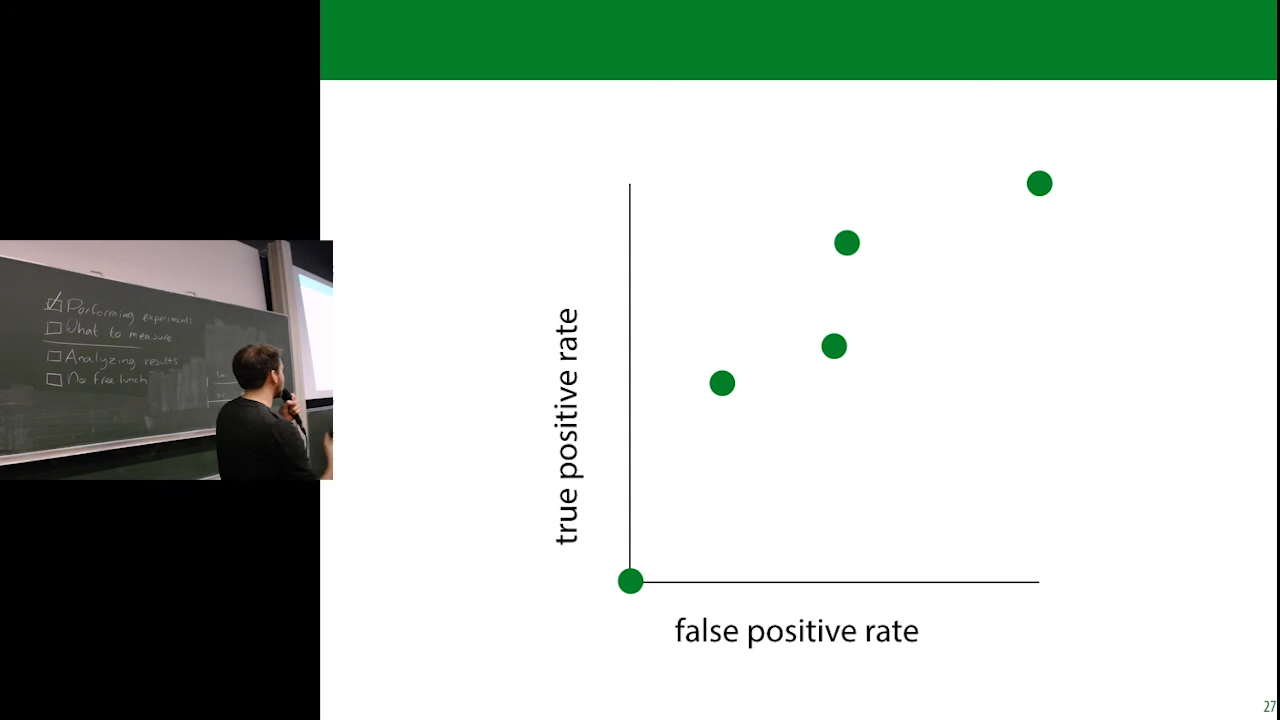 Performing experiments
What to measure
Analyzing results
No free lunch
true positive rate
false positive rate
27